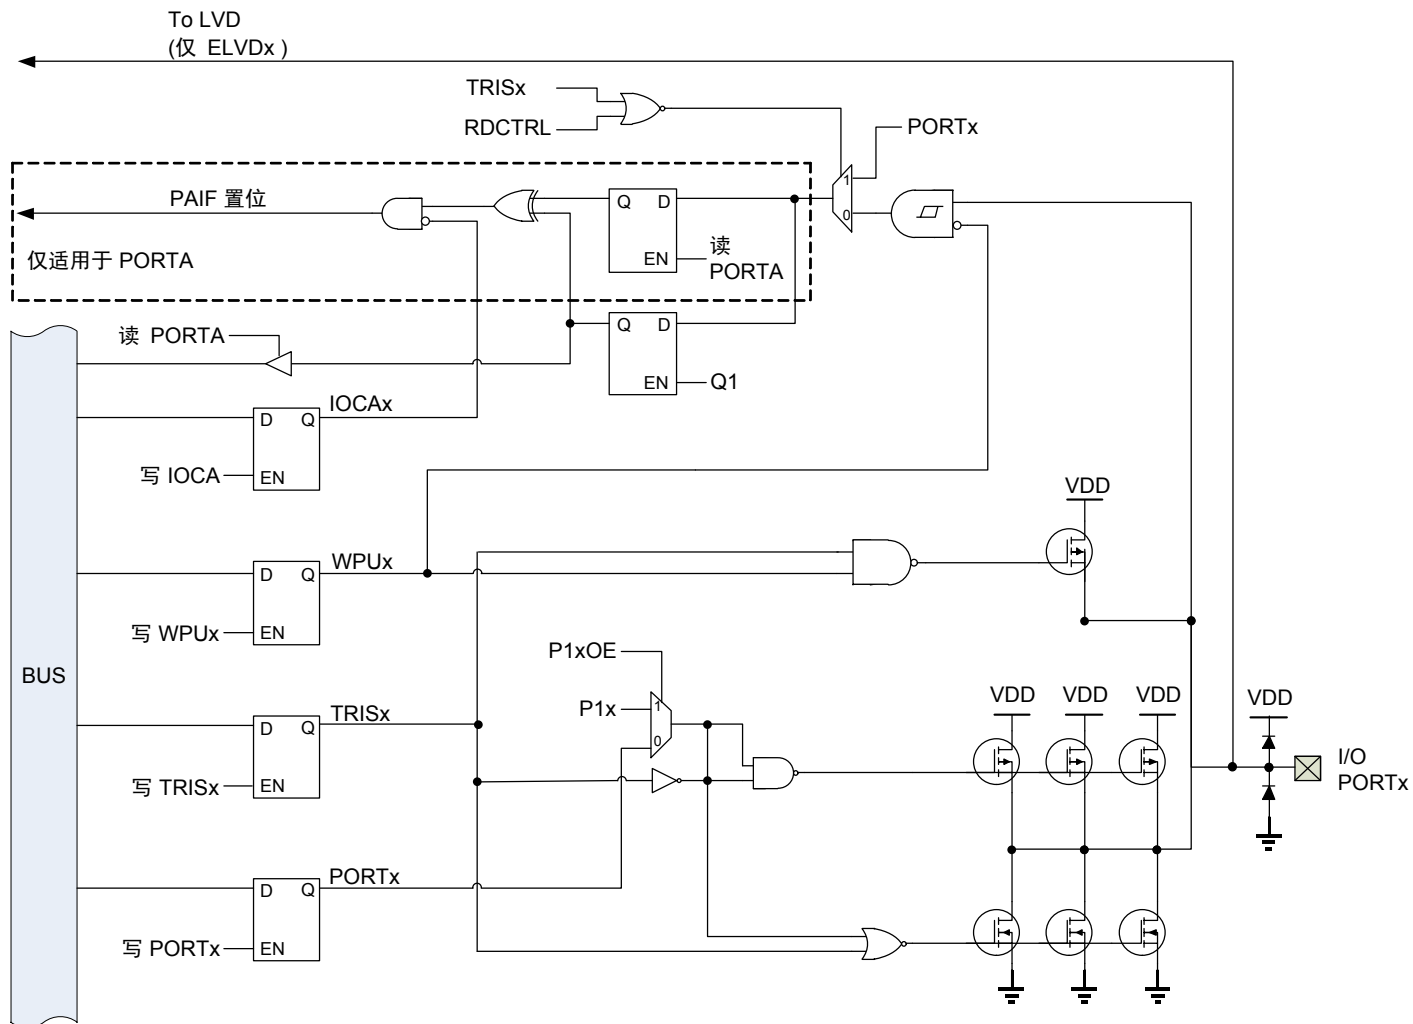 To LVD
(仅 ELVDx )
TRISx
RDCTRL
PORTx
1
0
PAIF 置位
Q D
EN
读
PORTA
仅适用于 PORTA
读 PORTA
Q D
EN
Q1
D Q
IOCAx
写 IOCA
EN
VDD
D Q
WPUx
写 WPUx
EN
BUS
P1xOE
P1x
1
0
VDD
VDD
VDD
VDD
D Q
TRISx
写 TRISx
EN
I/O
PORTx
D Q
PORTx
写 PORTx
EN